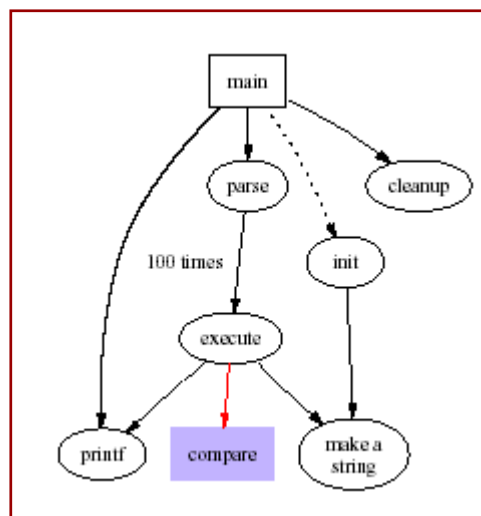 main
parse
cleanup
100 times
init
execute
printf
compare
make a
string